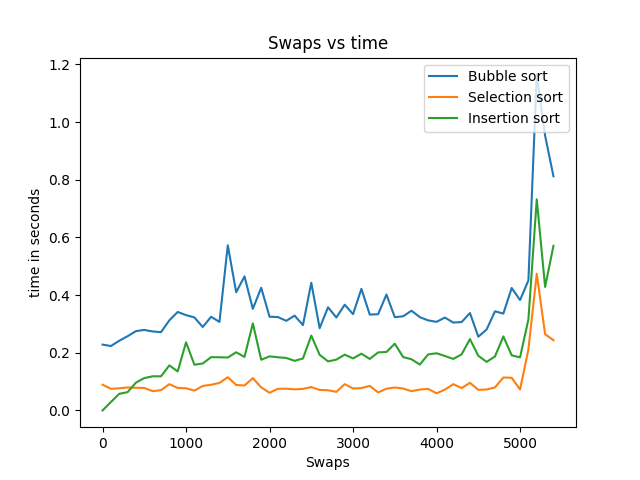 Swaps vs time
Bubble sort
Selection sort
Insertion sort
time in seconds
1.2
1.0
0.8
0.6
0.4
0.2
0.0
0 1000 2000 3000 4000 5000
Swaps